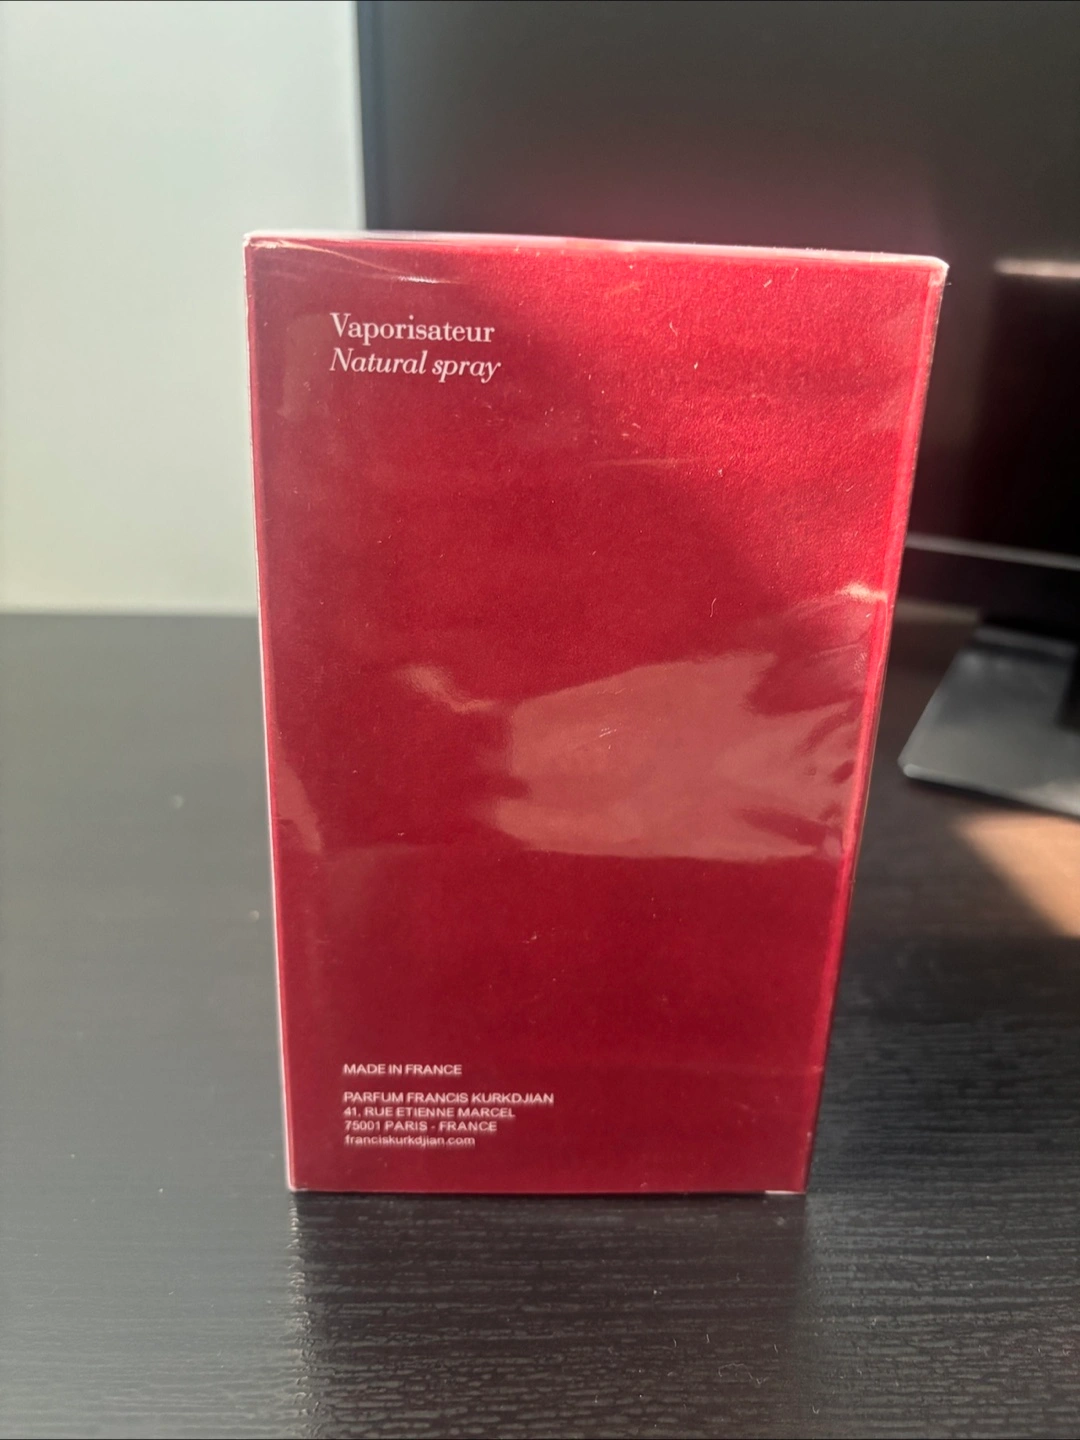 Vaporisateur
Natural spray
MADE IN FRANCE
PARFUM FRANCIS KURKDJIAN
41, RUE ETIENNE MARCEL
75001 PARIS - FRANCE
franciskurkdjian.com